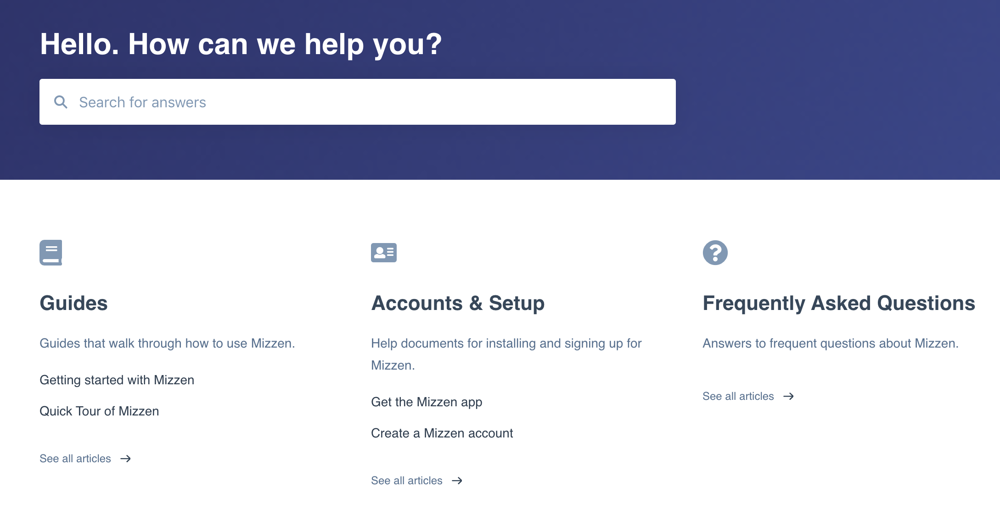 Hello. How can we help you?
Search for answers
Guides
Guides that walk through how to use Mizzen.
Getting started with Mizzen
Quick Tour of Mizzen
See all articles
Accounts & Setup
Help documents for installing and signing up for
Mizzen.
Get the Mizzen app
Create a Mizzen account
See all articles
Frequently Asked Questions
Answers to frequent questions about Mizzen.
See all articles